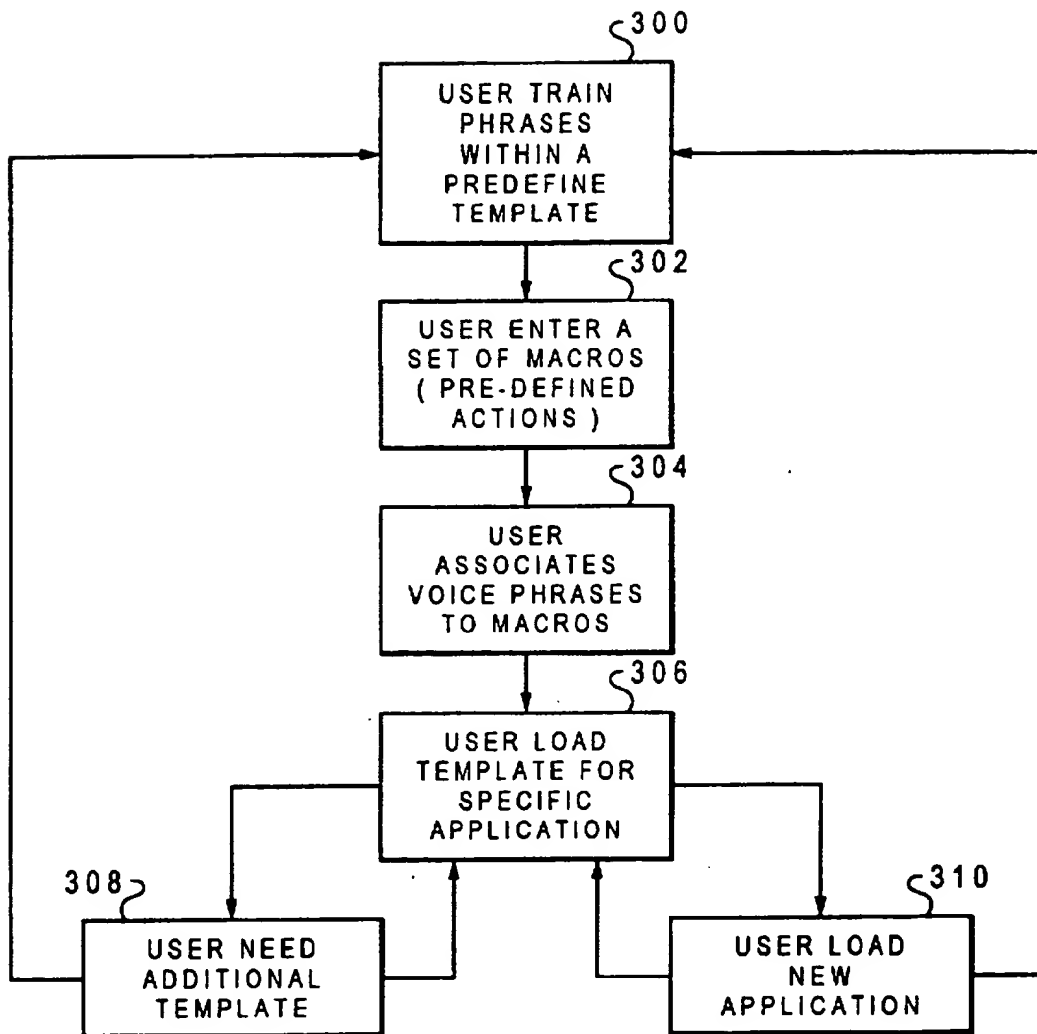 300
USER TRAIN
PHRASES
WITHIN A
PREDEFINE
TEMPLATE
302
USER ENTER A
SET OF MACROS
( PRE-DEFINED
ACTIONS )
304
USER
ASSOCIATES
VOICE PHRASES
TO MACROS
306
USER LOAD
TEMPLATE FOR
SPECIFIC
APPLICATION
308
USER NEED
ADDITIONAL
TEMPLATE
310
USER LOAD
NEW
APPLICATION